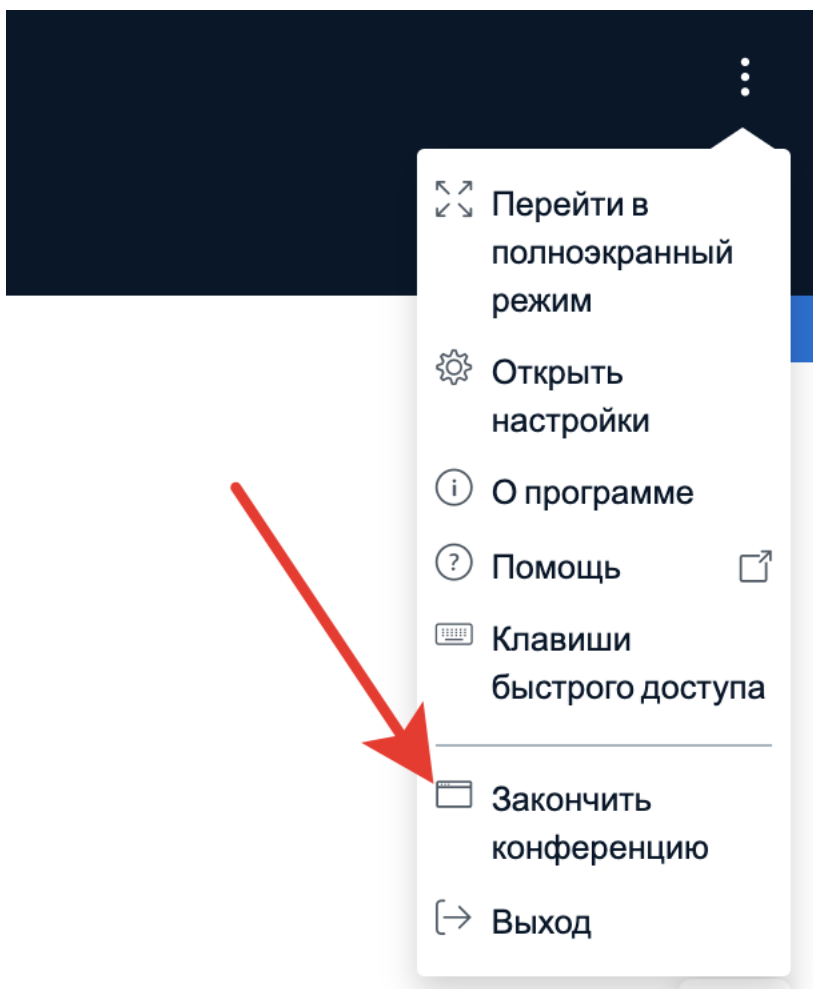 Перейти в
полноэкранный
режим
Открыть
настройки
О программе
Помощь
Клавиши
быстрого доступа
Закончить
конференцию
Выход